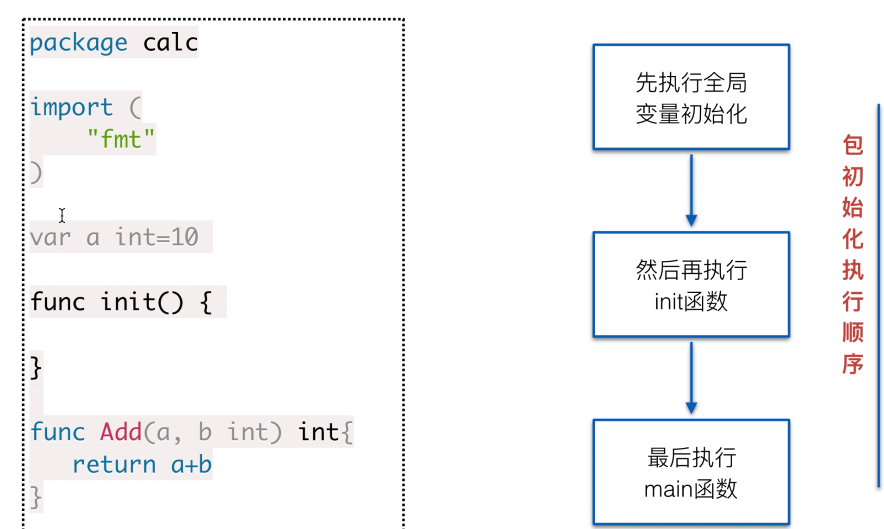 package calc
import (
"fmt"
)
var a int=10
func init() {
}
func Add(a, b int) int{
return a+b
}
先执行全局
变量初始化
然后再执行
init函数
最后执行
main函数
包初始化执行顺序